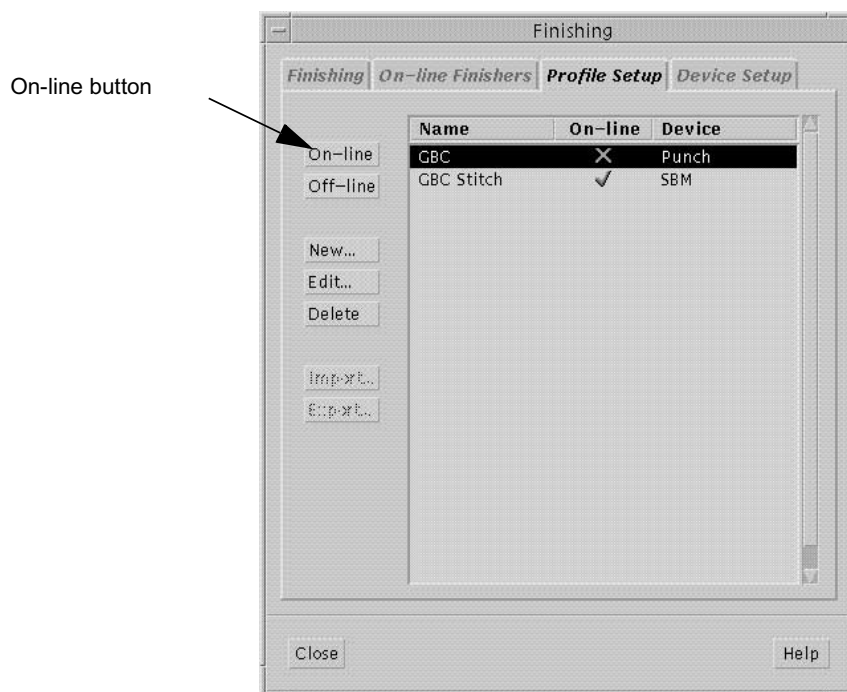 Finishing
Finishing On-line Finishers Profile Setup Device Setup
On-line button
Name On-line Device
On-line
GBC Punch
Off-line
GBC Stitch SBM
New...
Edit...
Delete
Import..
Export..
Close
Help